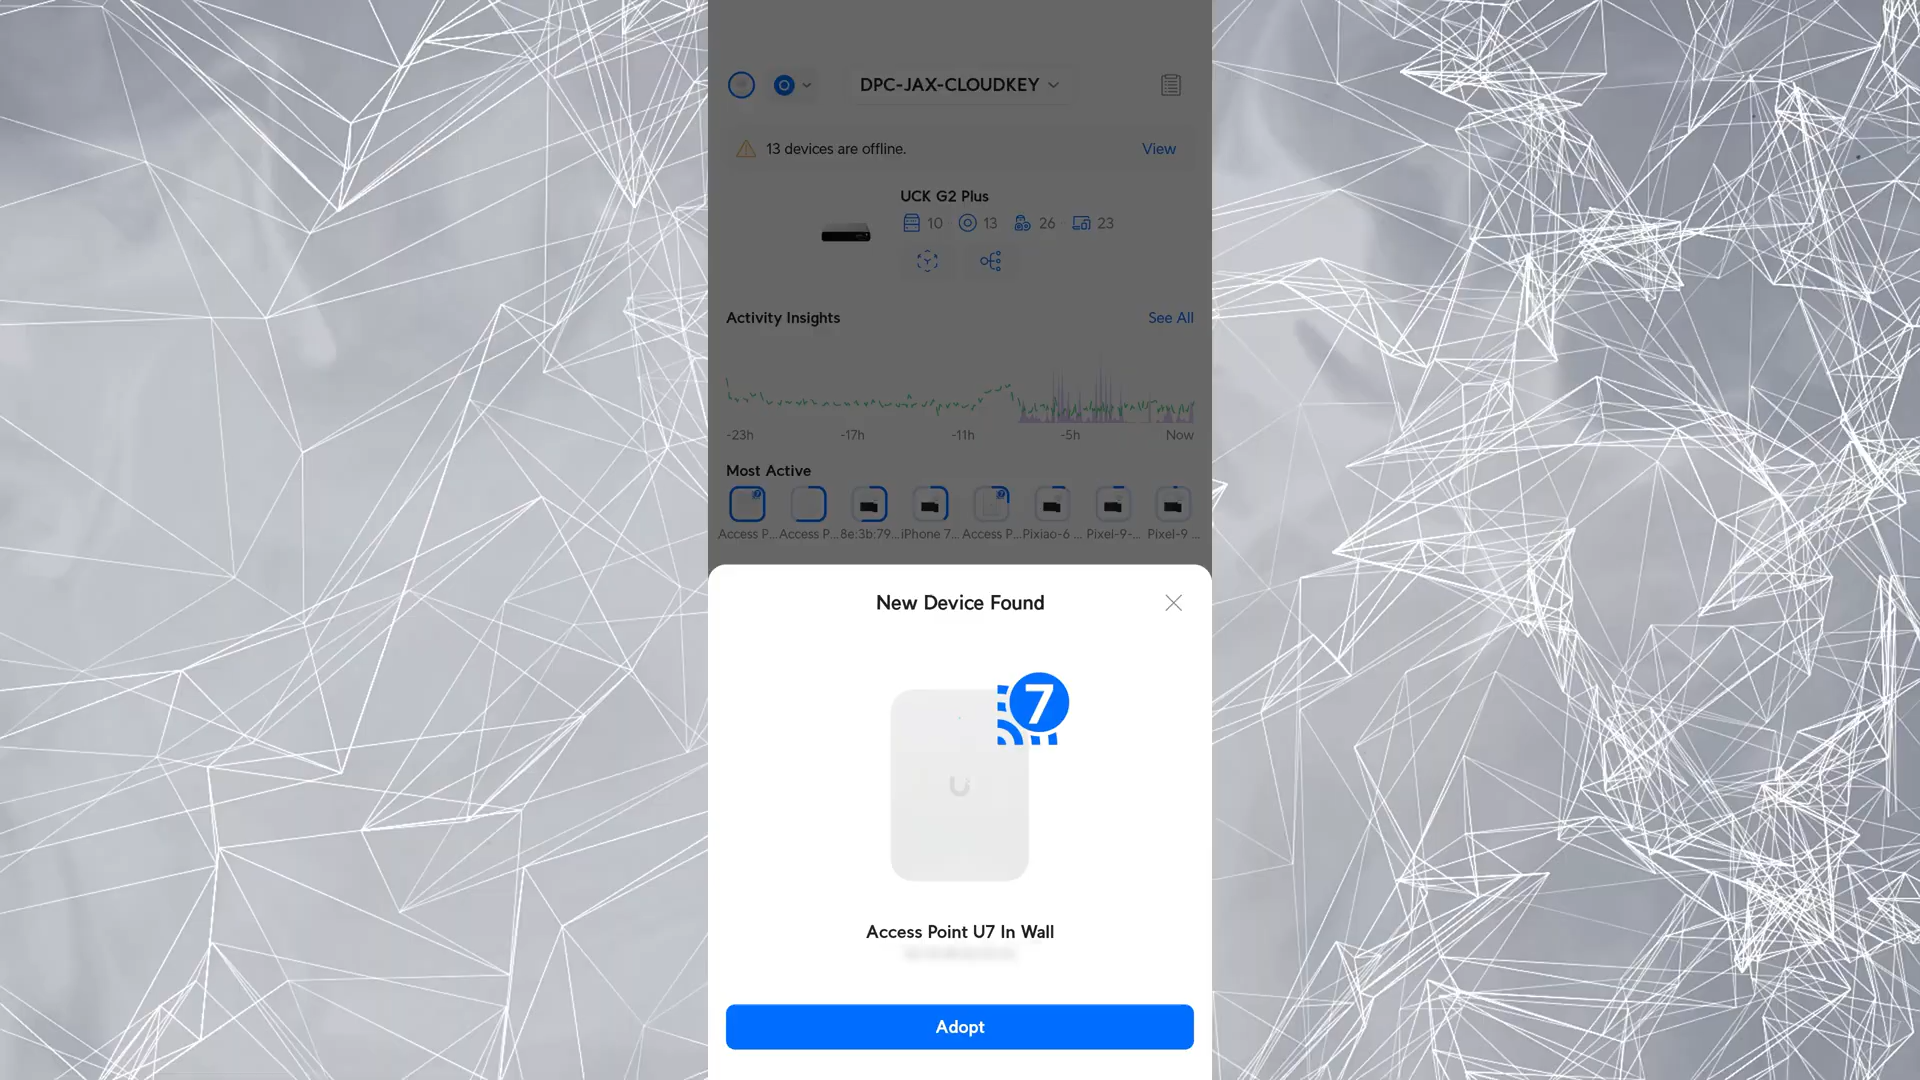 DPC-JAX-CLOUDKEY
13 devices are offline.
View
UCK G2 Plus
10 13 26 23
Activity Insights
See All
-23h -17h -11h -5h Now
Most Active
Access P... Access P... 8e:3b:79... iPhone 7... Access P... Pixiao-6 ... Pixel-9-... Pixel-9 ...
New Device Found
7
Access Point U7 In Wall
Adopt